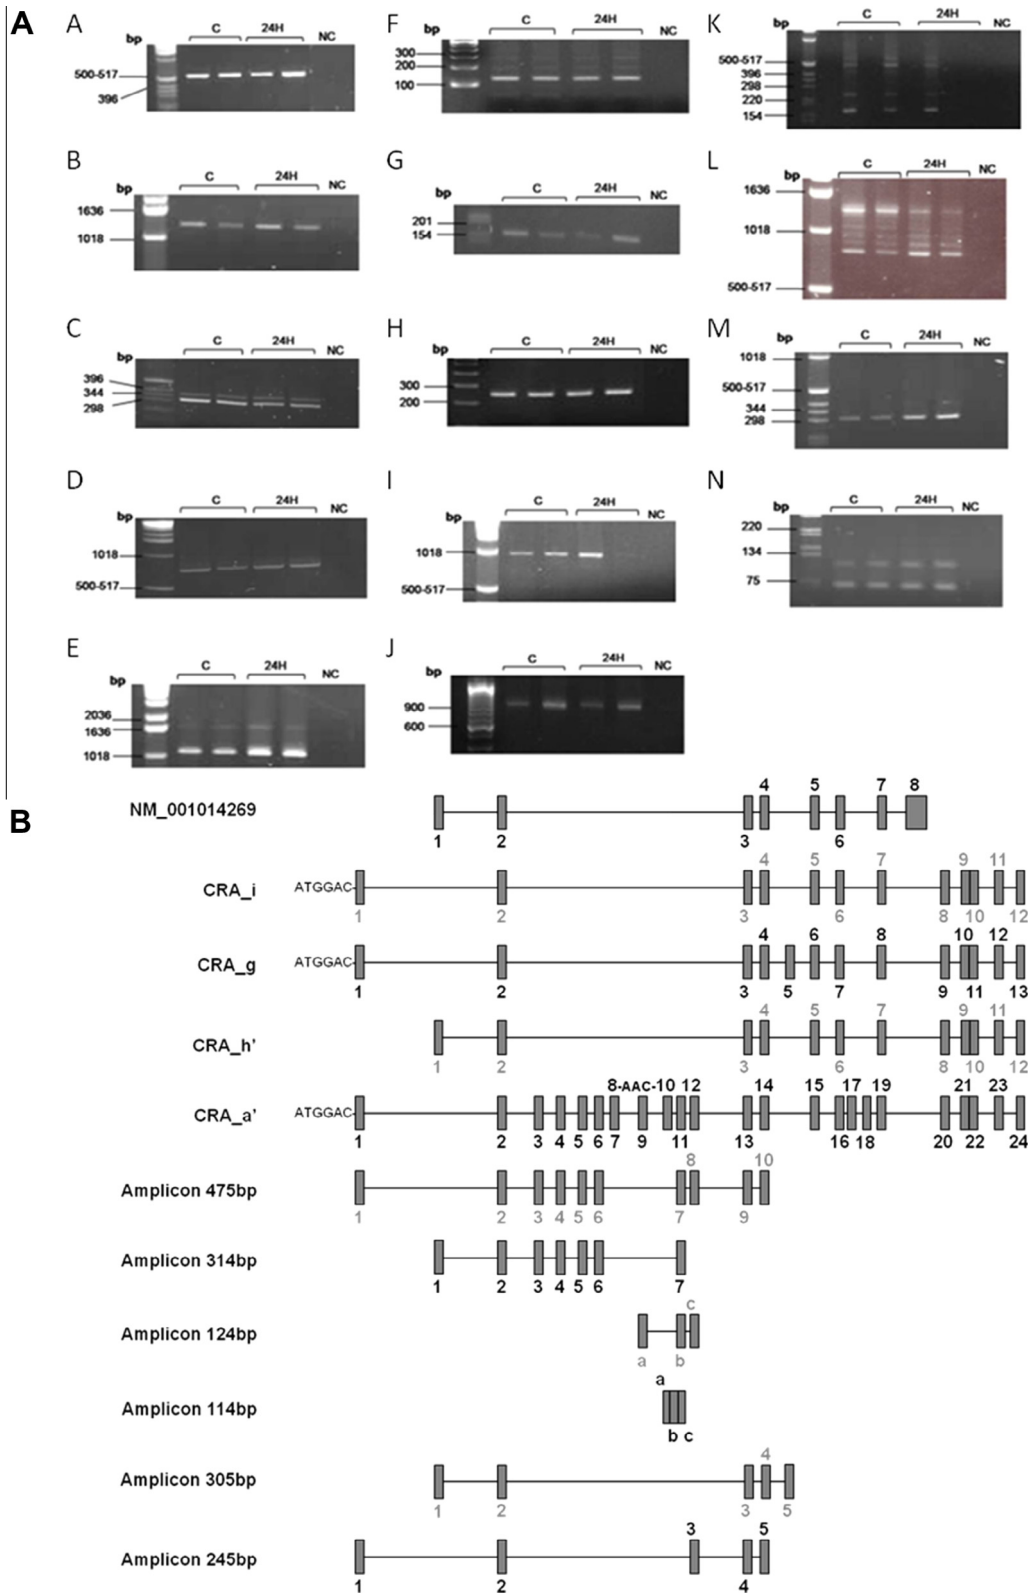 A
A
C 24H
bp NC
500-517
396
F
C 24H
bp NC
300
200
100
K
C 24H
bp NC
500-517
396
298
220
154
B
C 24H
bp NC
1636
1018
G
C 24H
bp NC
201
154
L
C 24H
bp NC
1636
1018
500-517
C
C 24H
bp NC
396
344
298
H
C 24H
bp NC
300
200
M
C 24H
bp NC
1018
500-517
344
298
D
C 24H
bp NC
1018
500-517
I
C 24H
bp NC
1018
500-517
N
C 24H
bp NC
220
134
75
E
C 24H
bp NC
2036
1636
1018
J
C 24H
bp NC
900
600
B
4 5 7 8
NM_001014269
1 2 3 6
4 5 7 9 11
CRA_i ATGGAC
1 2 3 6 8 10 12
4 6 8 10 12
CRA_g ATGGAC
1 2 3 5 7 9 11 13
4 5 7 9 11
CRA_h'
1 2 3 6 8 10 12
8-AAC-10 12 14 15 17 19 21 23
CRA_a' ATGGAC
1 2 3 4 5 6 7 9 11 13 16 18 20 22 24
8 10
Amplicon 475bp
1 2 3 4 5 6 7 9
Amplicon 314bp
1 2 3 4 5 6 7
c
Amplicon 124bp
a b
a
Amplicon 114bp
b c
4
Amplicon 305bp
1 2 3 5
3 5
Amplicon 245bp
1 2 4